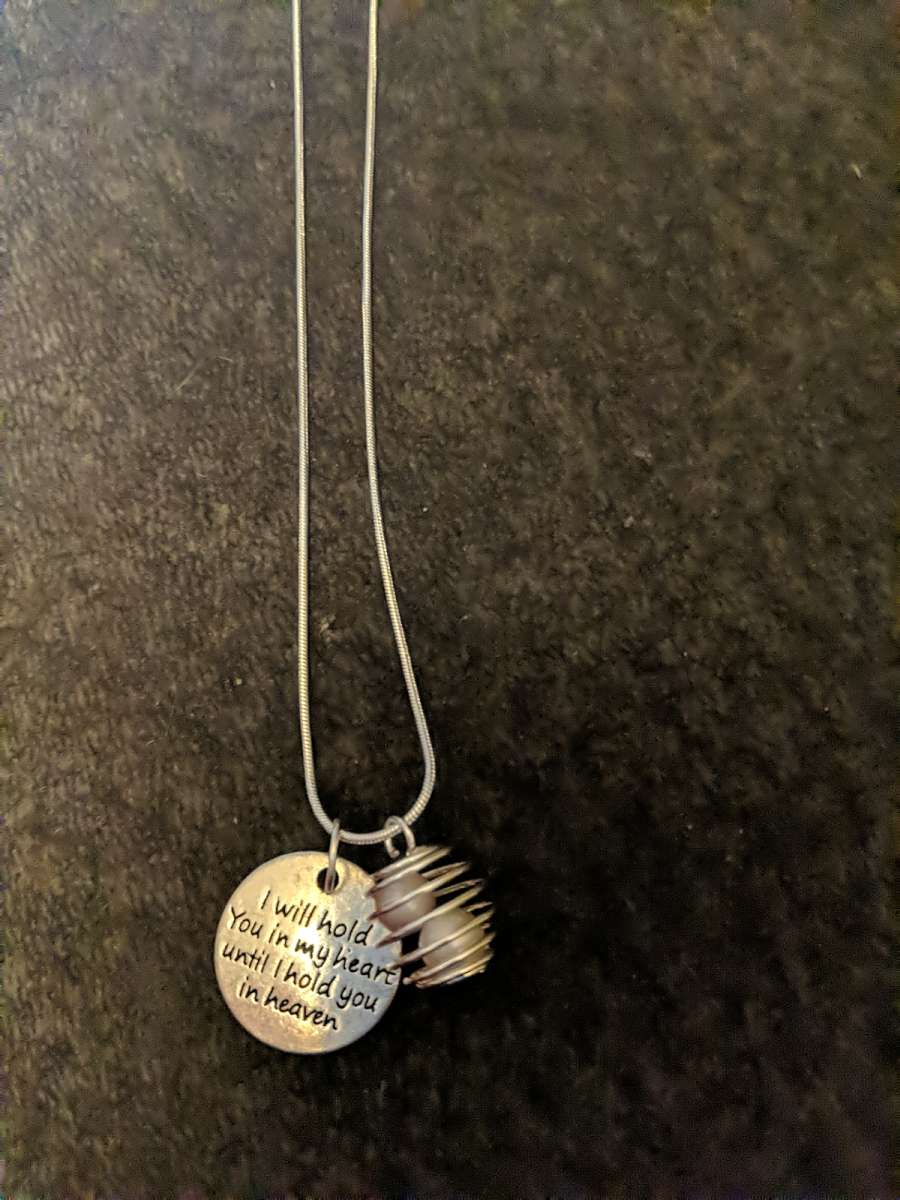 I will hold
You in my heart
until I hold you
in heaven